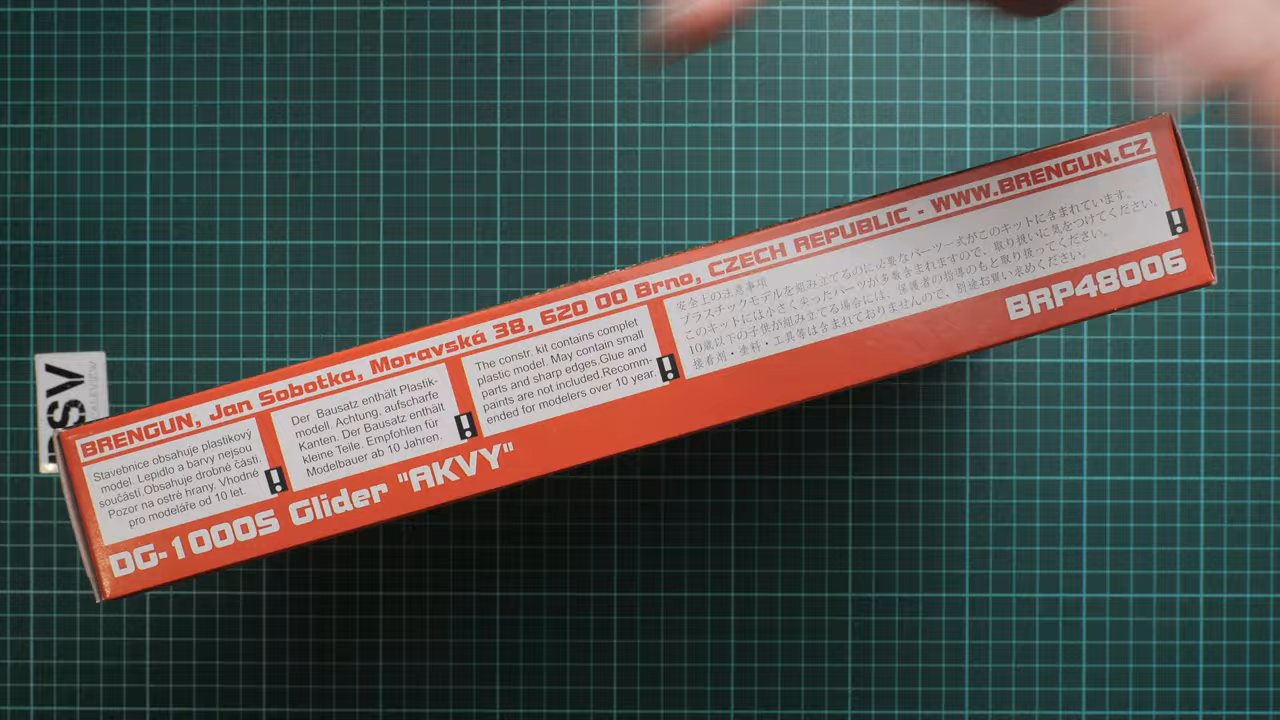 BRENGUN, Jan Sobotka, Moravská 38, 620 00 Brno, CZECH REPUBLIC - WWW.BRENGUN.CZ
Stavebnice obsahuje plastikový
model. Lepidlo a barvy nejsou
součástí.Obsahuje drobné části.
Pozor na ostré hrany. Vhodné
pro modeláře od 10 let.
!
Der Bausatz enthält Plastik-
modell. Achtung, aufscharfe
Kanten. Der Bausatz enthält
kleine Teile. Empfohlen für
Modelbauer ab 10 Jahren.
!
The constr. kit contains complet
plastic model. May contain small
parts and sharp edges.Glue and
paints are not included.Recomm-
ended for modelers over 10 year.
!
安全上の注意事項
プラスチックモデルを組み立てるのに必要なパーツ一式がこのキットに含まれています。
このキットには小さく尖ったパーツが多数含まれますので、取り扱いに気をつけてください。
10歳以下の子供が組み立てる場合には、保護者の指導のもと取り扱ってください。
接着剤・塗料・工具等は含まれておりませんので、別途お買い求めください。
!
DG-1000S Glider "AKVY"
BRP48006